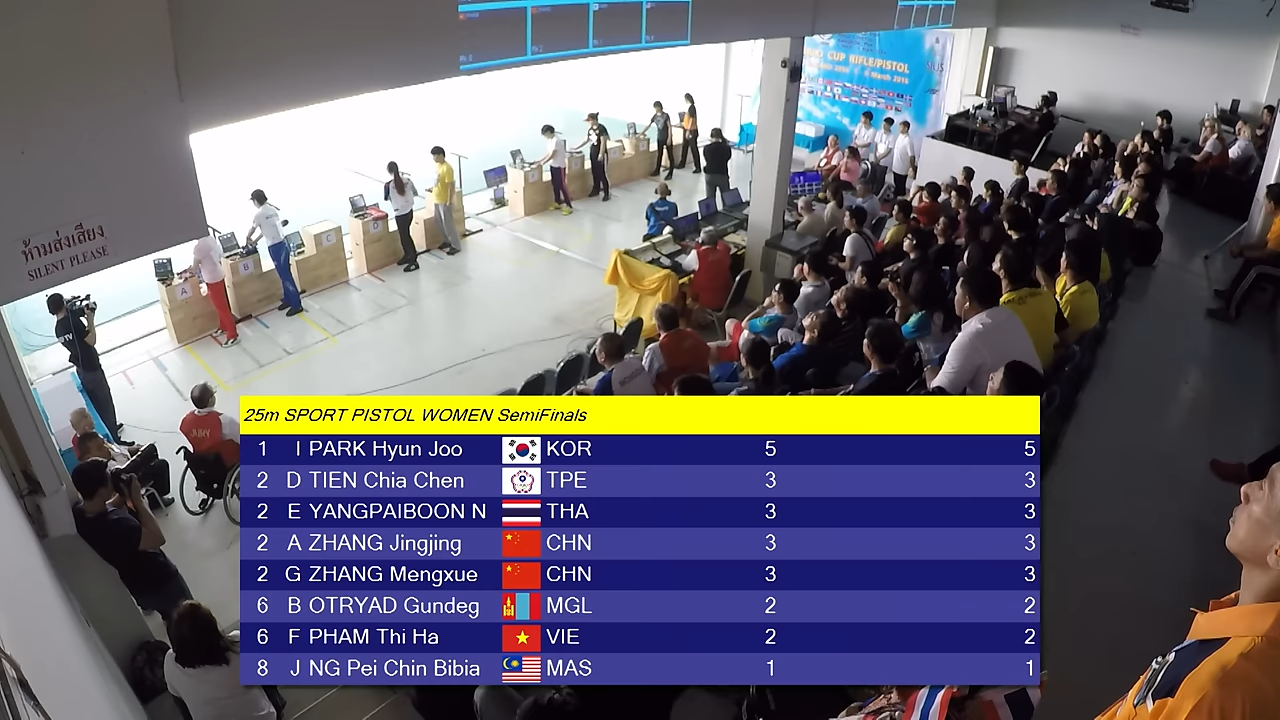 CUP RIFLE/PISTOL
March 2016
ห้ามส่งเสียง
SILENT PLEASE
A
B
C
D
JURY
25m SPORT PISTOL WOMEN SemiFinals
1 I PARK Hyun Joo KOR 5 5
2 D TIEN Chia Chen TPE 3 3
2 E YANGPAIBOON N THA 3 3
2 A ZHANG Jingjing CHN 3 3
2 G ZHANG Mengxue CHN 3 3
6 B OTRYAD Gundeg MGL 2 2
6 F PHAM Thi Ha VIE 2 2
8 J NG Pei Chin Bibia MAS 1 1